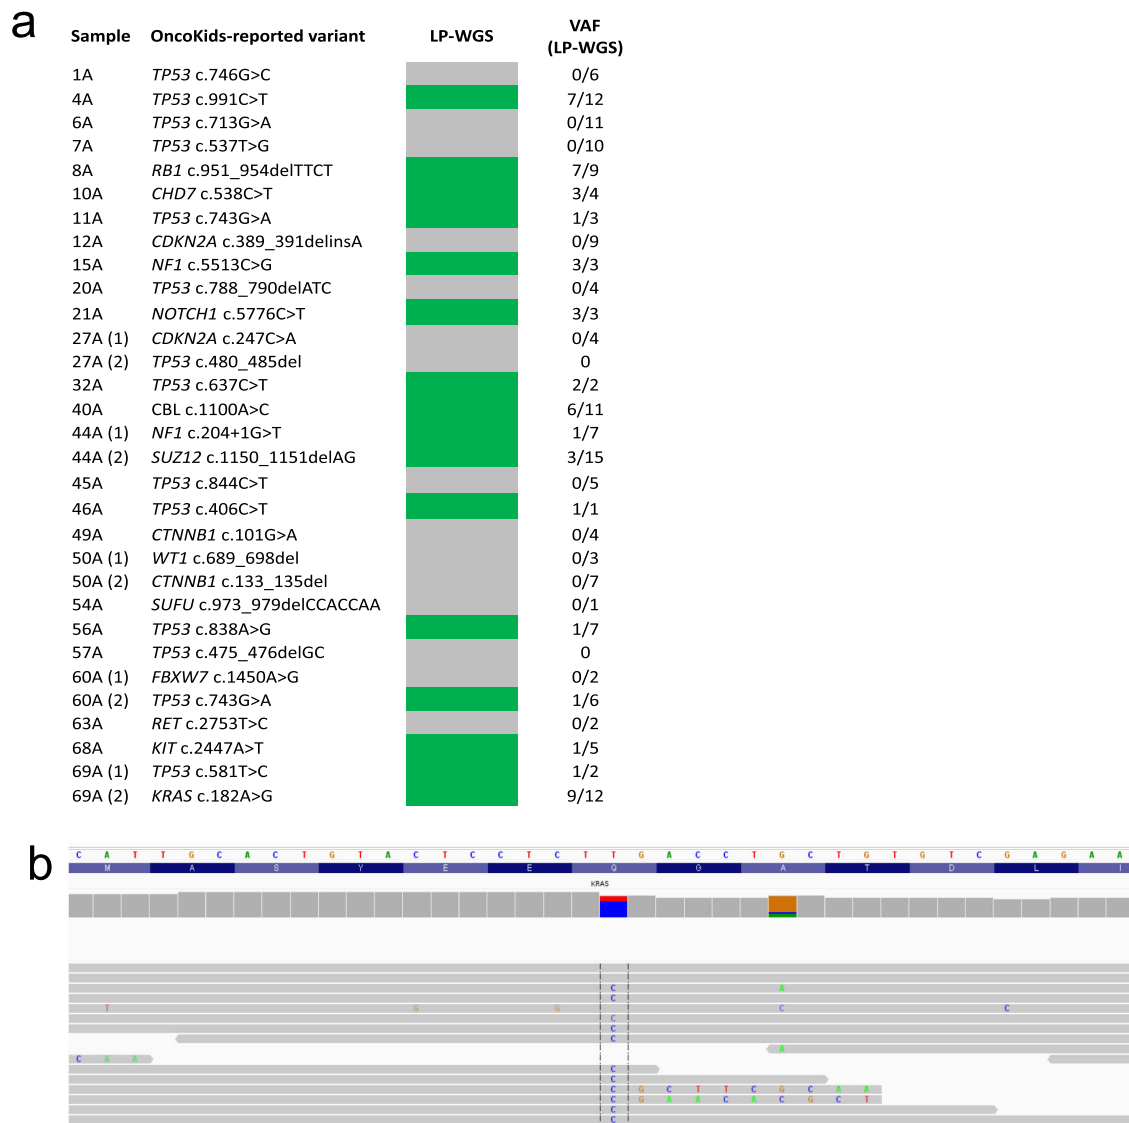 a
Sample OncoKids-reported variant LP-WGS VAF (LP-WGS)
1A TP53 c.746G>C 0/6
4A TP53 c.991C>T 7/12
6A TP53 c.713G>A 0/11
7A TP53 c.537T>G 0/10
8A RB1 c.951_954delTTCT 7/9
10A CHD7 c.538C>T 3/4
11A TP53 c.743G>A 1/3
12A CDKN2A c.389_391delinsA 0/9
15A NF1 c.5513C>G 3/3
20A TP53 c.788_790delATC 0/4
21A NOTCH1 c.5776C>T 3/3
27A (1) CDKN2A c.247C>A 0/4
27A (2) TP53 c.480_485del 0
32A TP53 c.637C>T 2/2
40A CBL c.1100A>C 6/11
44A (1) NF1 c.204+1G>T 1/7
44A (2) SUZ12 c.1150_1151delAG 3/15
45A TP53 c.844C>T 0/5
46A TP53 c.406C>T 1/1
49A CTNNB1 c.101G>A 0/4
50A (1) WT1 c.689_698del 0/3
50A (2) CTNNB1 c.133_135del 0/7
54A SUFU c.973_979delCCACCAA 0/1
56A TP53 c.838A>G 1/7
57A TP53 c.475_476delGC 0
60A (1) FBXW7 c.1450A>G 0/2
60A (2) TP53 c.743G>A 1/6
63A RET c.2753T>C 0/2
68A KIT c.2447A>T 1/5
69A (1) TP53 c.581T>C 1/2
69A (2) KRAS c.182A>G 9/12
b
C A T T G C A C T G T A C T C C T C T T G A C C T G C T G T G T C G A G A A
M A S Y E E Q G A T D L I
KRAS
C A
C
T G G C C
C
C
C
A
C A A
C
C
C G C T T C G C A A
C G A A C A C G C T
C
C